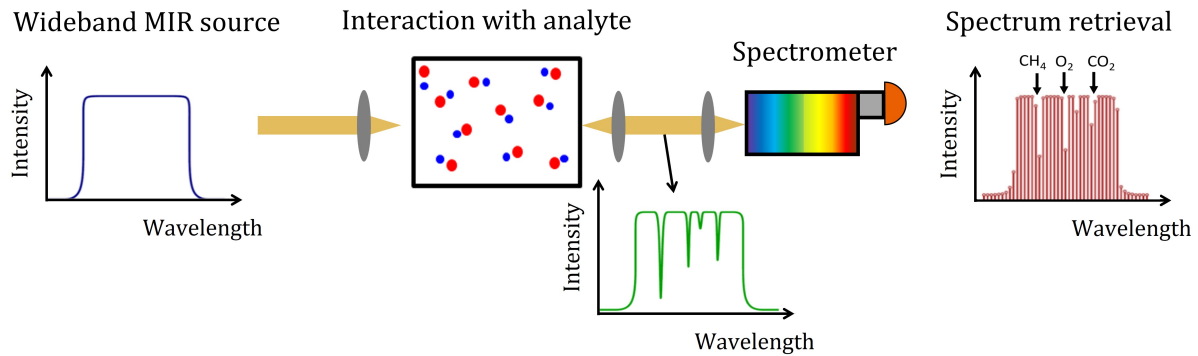 Wideband MIR source
Interaction with analyte
Spectrometer
Spectrum retrieval
Intensity
Wavelength
Intensity
Wavelength
CH₄ O₂ CO₂
Intensity
Wavelength